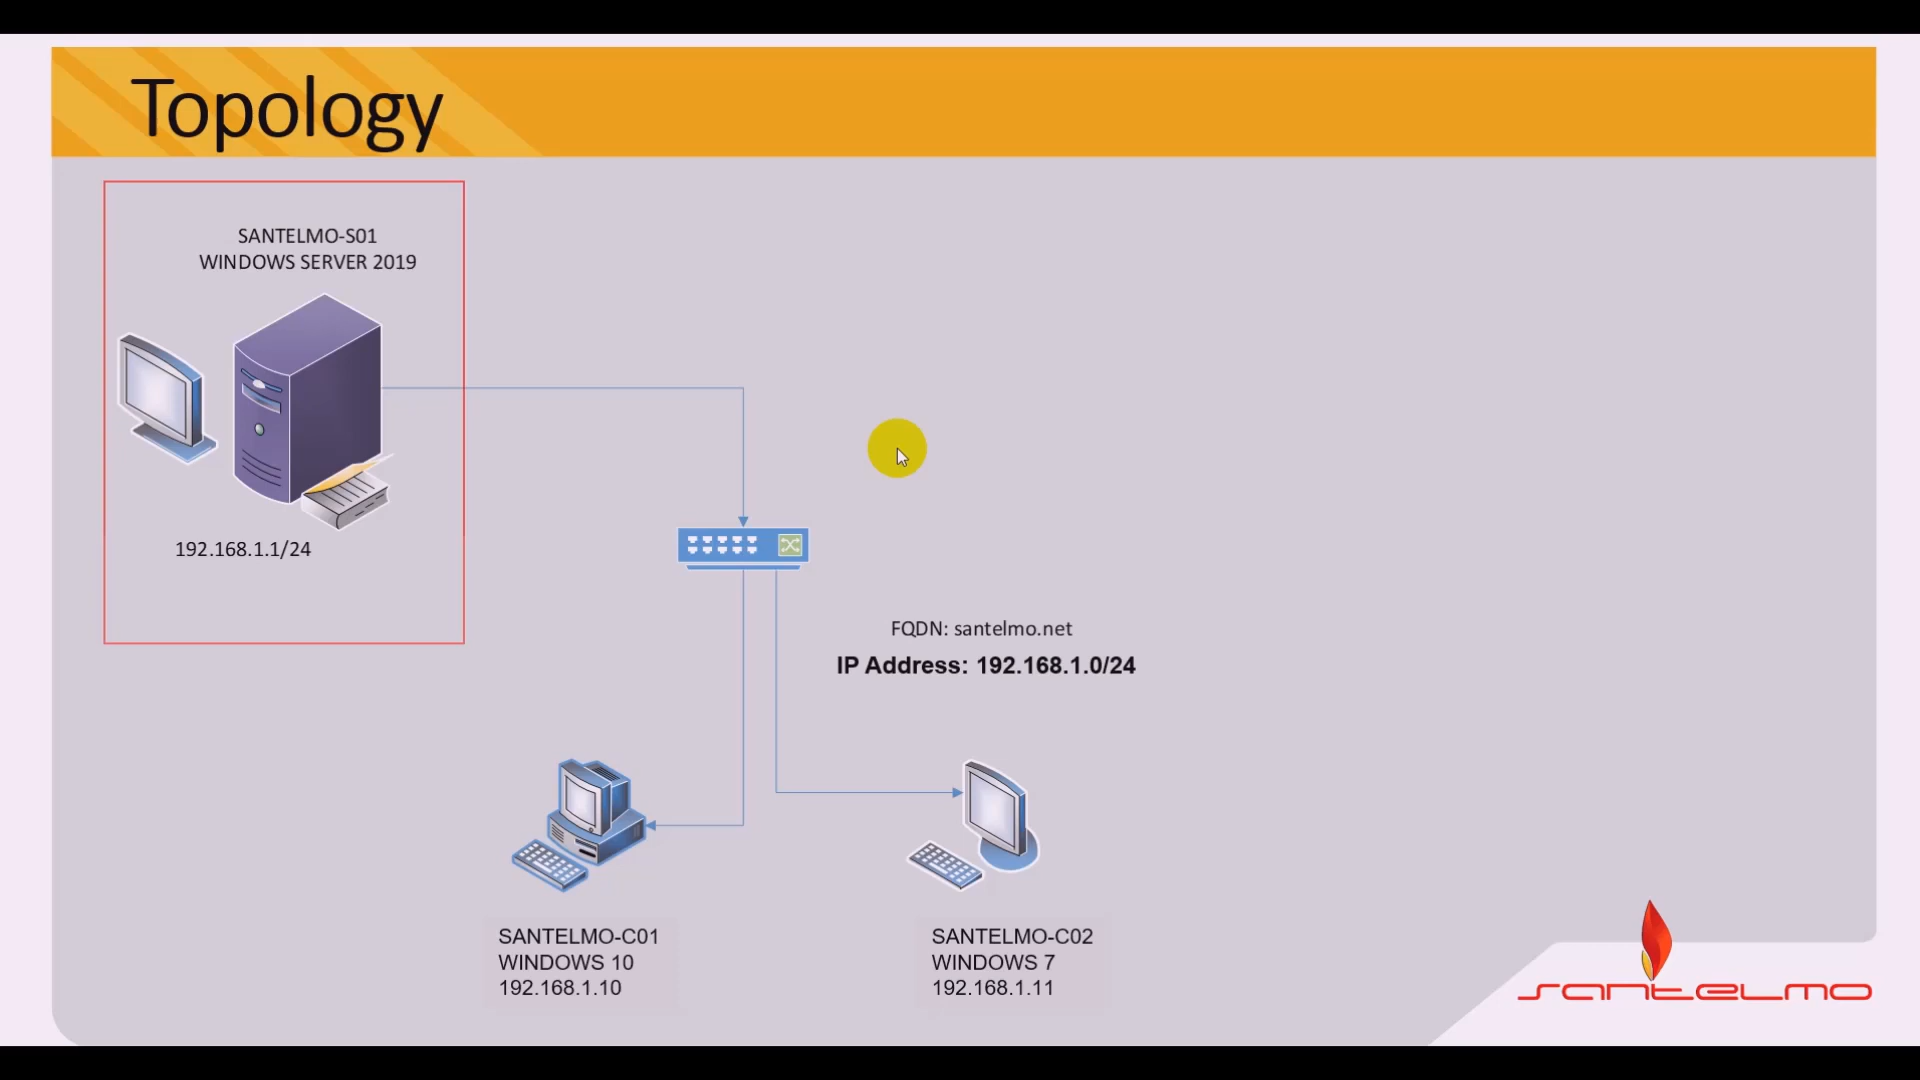 Topology
SANTELMO-S01
WINDOWS SERVER 2019
192.168.1.1/24
FQDN: santelmo.net
IP Address: 192.168.1.0/24
SANTELMO-C01
WINDOWS 10
192.168.1.10
SANTELMO-C02
WINDOWS 7
192.168.1.11
santelmo